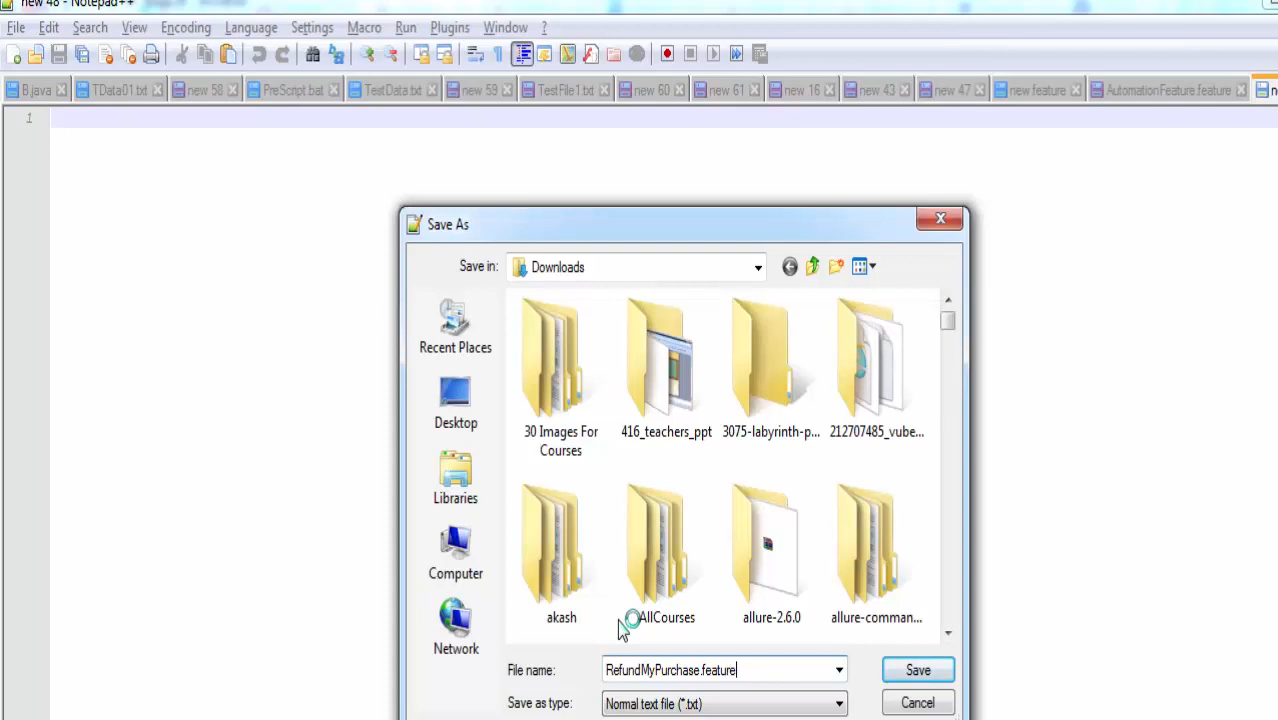 new 48 - Notepad++
File Edit Search View Encoding Language Settings Macro Run Plugins Window ?
B.java TData01.txt new 58 PreScript.bat TestData.txt new 59 TestFile1.txt new 60 new 61 new 16 new 43 new 47 new feature AutomationFeature.feature
1
Save As
Save in: Downloads
Recent Places
Desktop
Libraries
Computer
Network
30 Images For
Courses
416_teachers_ppt
3075-labyrinth-p...
212707485_vube...
akash
AllCourses
allure-2.6.0
allure-comman...
File name: RefundMyPurchase.feature Save
Save as type: Normal text file (*.txt) Cancel